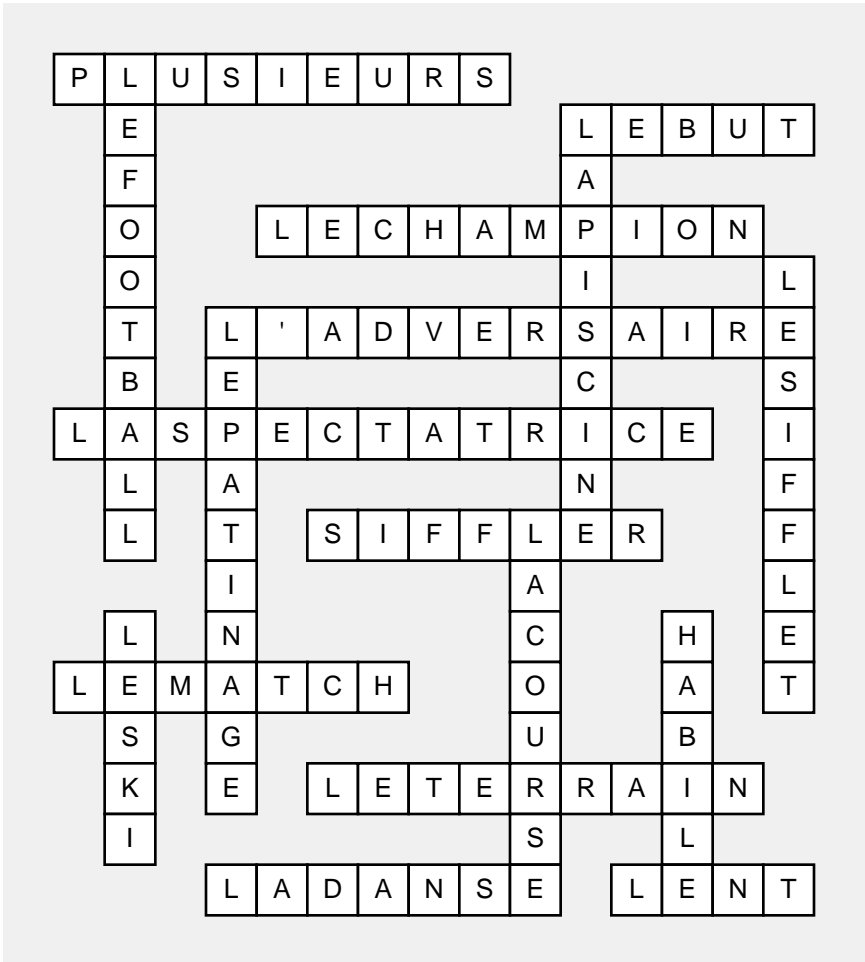 PLUSIEURS
LEFOOTBALL
LEBUT
LAPISCINE
LECHAMPION
LESIFFLET
L'ADVERSAIRE
LEPATINAGE
LASPECTATRICE
SIFFLER
LACOURSE
LESKI
HABILE
LEMATCH
LETERRAIN
LADANSE
LENT